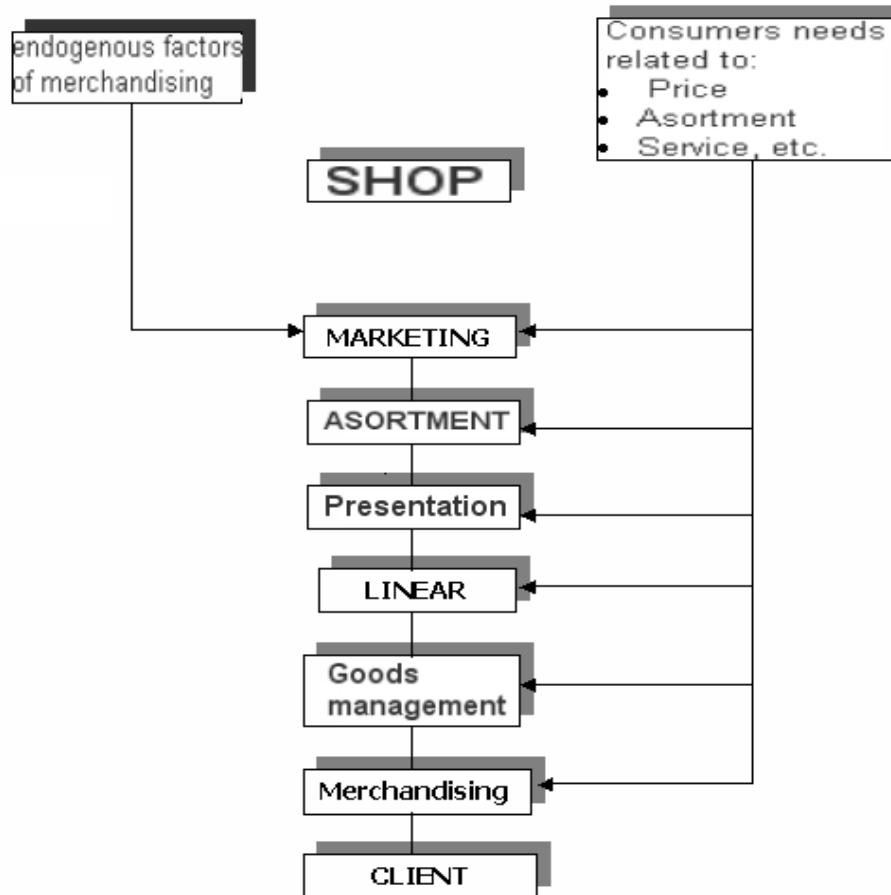 endogenous factors
of merchandising
Consumers needs
related to:
• Price
• Asortment
• Service, etc.
SHOP
MARKETING
ASORTMENT
Presentation
LINEAR
Goods
management
Merchandising
CLIENT